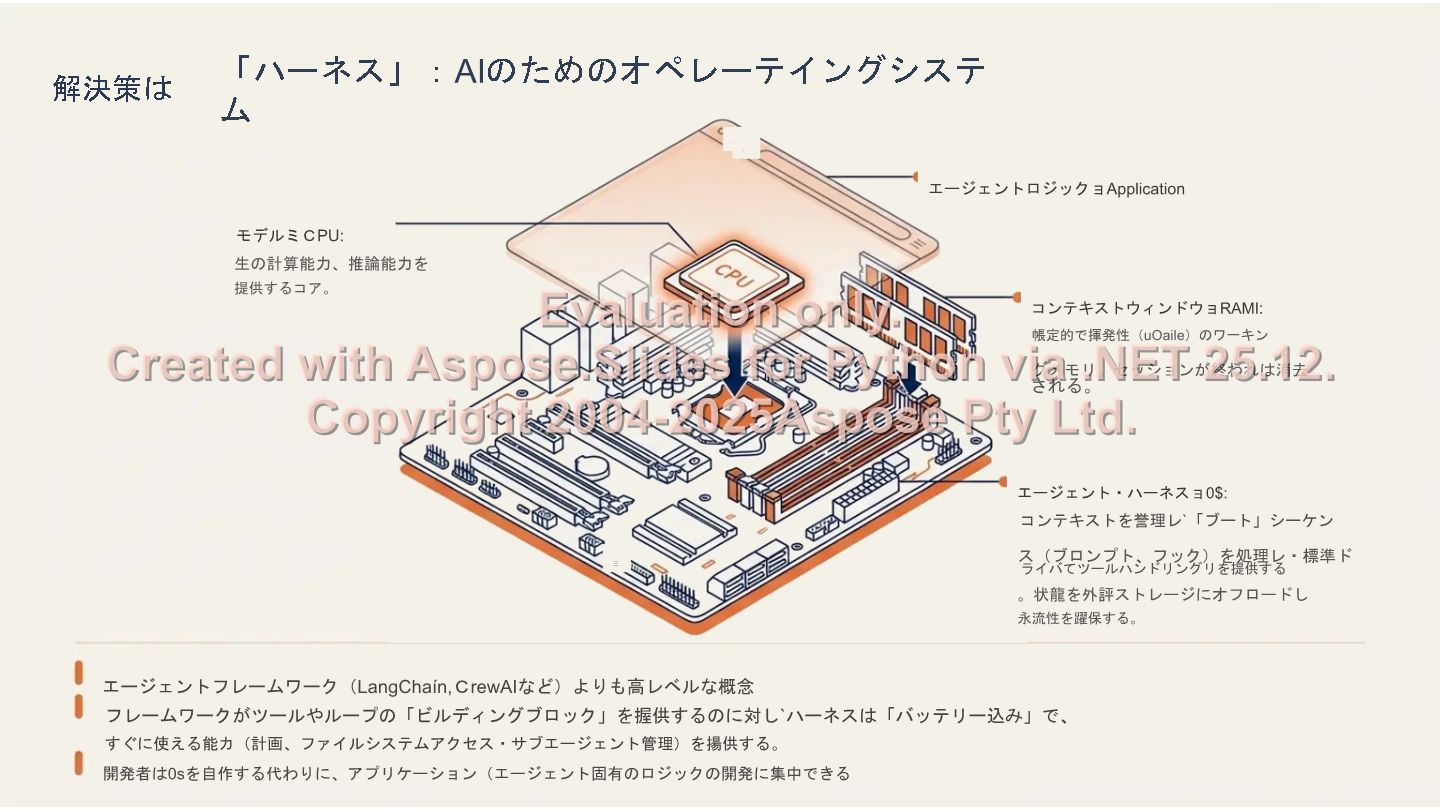 解決策は
「ハーネス」：AIのためのオペレーテイングシステ
ム
エージェントロジックョApplication
モデルミCPU:
生の計算能力、推論能力を
提供するコア。
CPU
コンテキストウィンドウョRAMI:
帳定的で揮発性（uOaile）のワーキン
グメモリ。セッションが終われは消去
される。
Evaluation only.
Created with Aspose.Slides for Python via .NET 25.12.
Copyright 2004-2025Aspose Pty Ltd.
エージェント・ハーネスョ0$:
コンテキストを誉理レ`「ブート」シーケン
ス（ブロンプト、フック）を処理レ・標準ド
ライバてツールハンドリングリを提供する
。状龍を外評ストレージにオフロードし
永流性を躍保する。
エージェントフレームワーク（LangChaín, CrewAIなど）よりも高レベルな概念
フレームワークがツールやループの「ビルディングブロック」を握供するのに対し`ハーネスは「バッテリー込み」で、
すぐに使える能カ（計画、ファイルシステムアクセス・サブエージェント管理）を揚供する。
開発者は0sを自作する代わりに、アプリケーション（エージェント固有のロジックの開発に集中できる